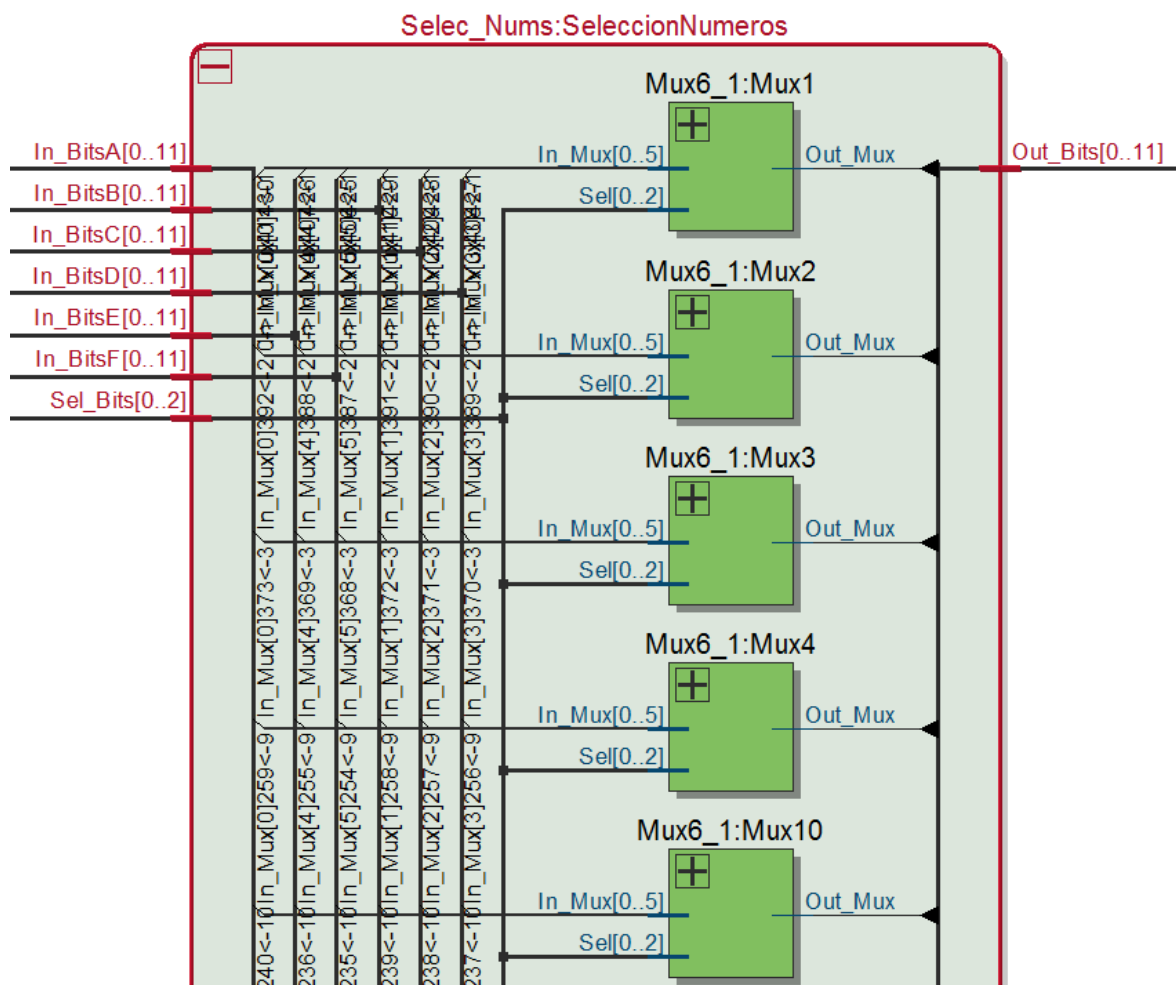 Selec_Nums:SeleccionNumeros
In_BitsA[0..11]
In_BitsB[0..11]
In_BitsC[0..11]
In_BitsD[0..11]
In_BitsE[0..11]
In_BitsF[0..11]
Sel_Bits[0..2]
Out_Bits[0..11]
Mux6_1:Mux1
In_Mux[0..5]
Sel[0..2]
Out_Mux
Mux6_1:Mux2
In_Mux[0..5]
Sel[0..2]
Out_Mux
Mux6_1:Mux3
In_Mux[0..5]
Sel[0..2]
Out_Mux
Mux6_1:Mux4
In_Mux[0..5]
Sel[0..2]
Out_Mux
Mux6_1:Mux10
In_Mux[0..5]
Sel[0..2]
Out_Mux
In_Mux[0]392<-2
In_Mux[4]388<-2
In_Mux[5]387<-2
In_Mux[1]391<-2
In_Mux[2]390<-2
In_Mux[3]389<-2
In_Mux[0]373<-3
In_Mux[4]369<-3
In_Mux[5]368<-3
In_Mux[1]372<-3
In_Mux[2]371<-3
In_Mux[3]370<-3
In_Mux[0]259<-9
In_Mux[4]255<-9
In_Mux[5]254<-9
In_Mux[1]258<-9
In_Mux[2]257<-9
In_Mux[3]256<-9
240<-10
236<-10
235<-10
239<-10
238<-10
237<-10